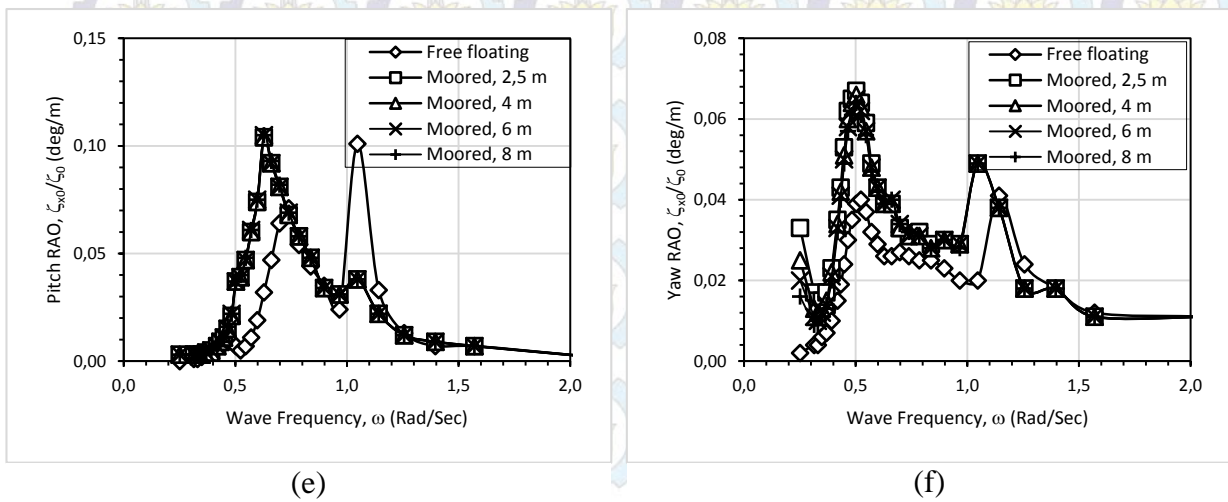 0,15
0,10
0,05
0,00
Pitch RAO, ζx0/ζ0 (deg/m)
Free floating
Moored, 2,5 m
Moored, 4 m
Moored, 6 m
Moored, 8 m
0,0 0,5 1,0 1,5 2,0
Wave Frequency, ω (Rad/Sec)
(e)
0,08
0,06
0,04
0,02
0,00
Yaw RAO, ζx0/ζ0 (deg/m)
Free floating
Moored, 2,5 m
Moored, 4 m
Moored, 6 m
Moored, 8 m
0,0 0,5 1,0 1,5 2,0
Wave Frequency, ω (Rad/Sec)
(f)